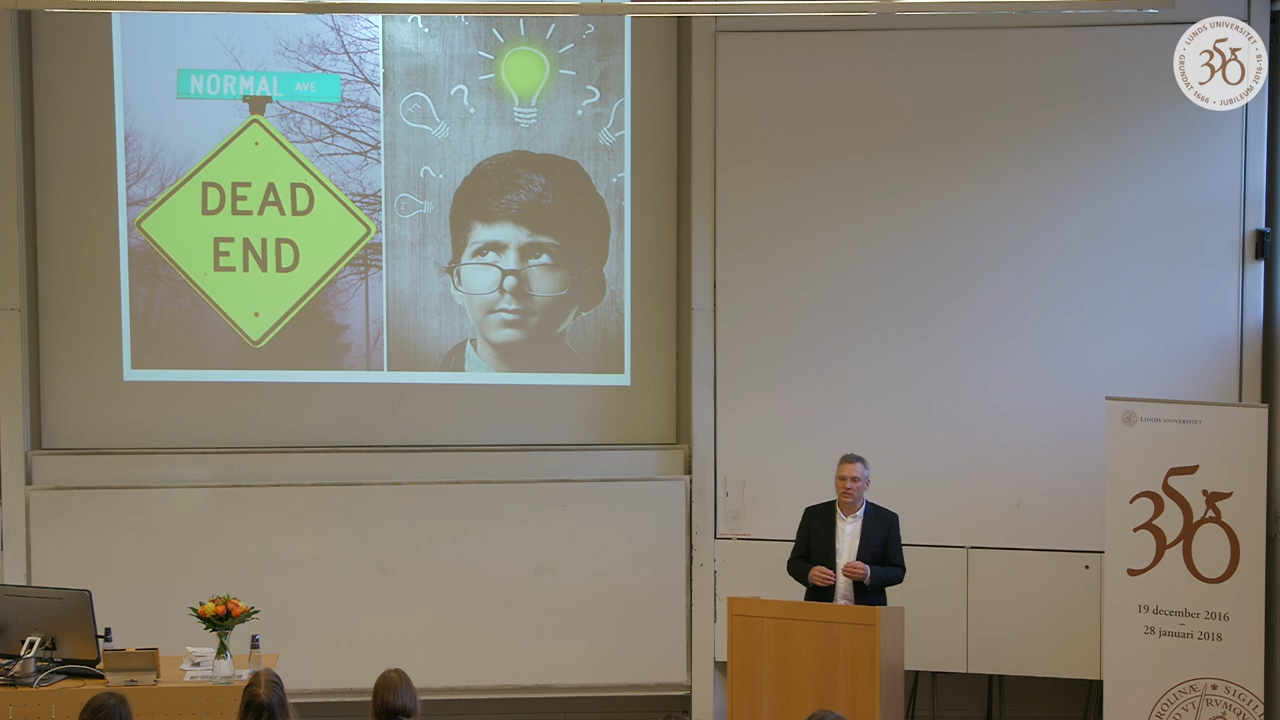 NORMAL AVE
DEAD
END
LUNDS UNIVERSITET
350
GRUNDAT 1666 • JUBILEUM 2016-18
LUNDS UNIVERSITET
350
19 december 2016
–
28 januari 2018